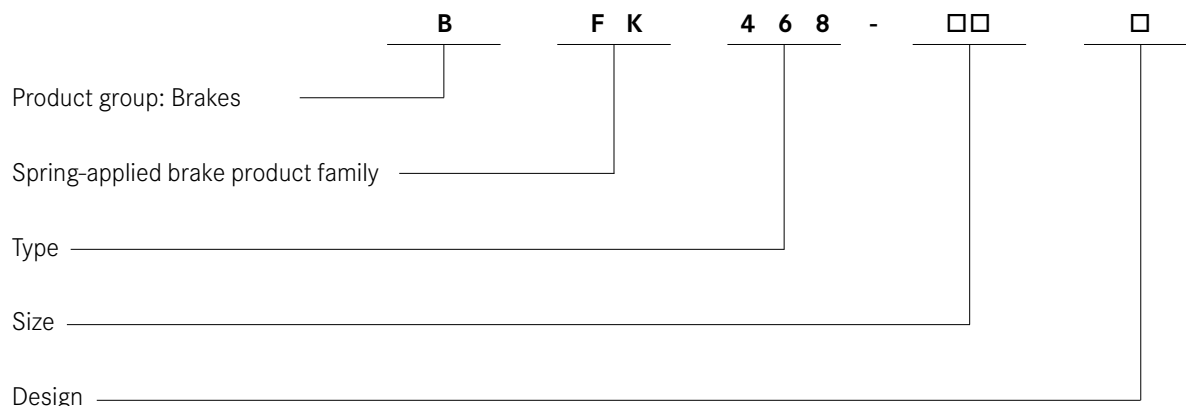 B F K 4 6 8 - □□ □
Product group: Brakes
Spring-applied brake product family
Type
Size
Design